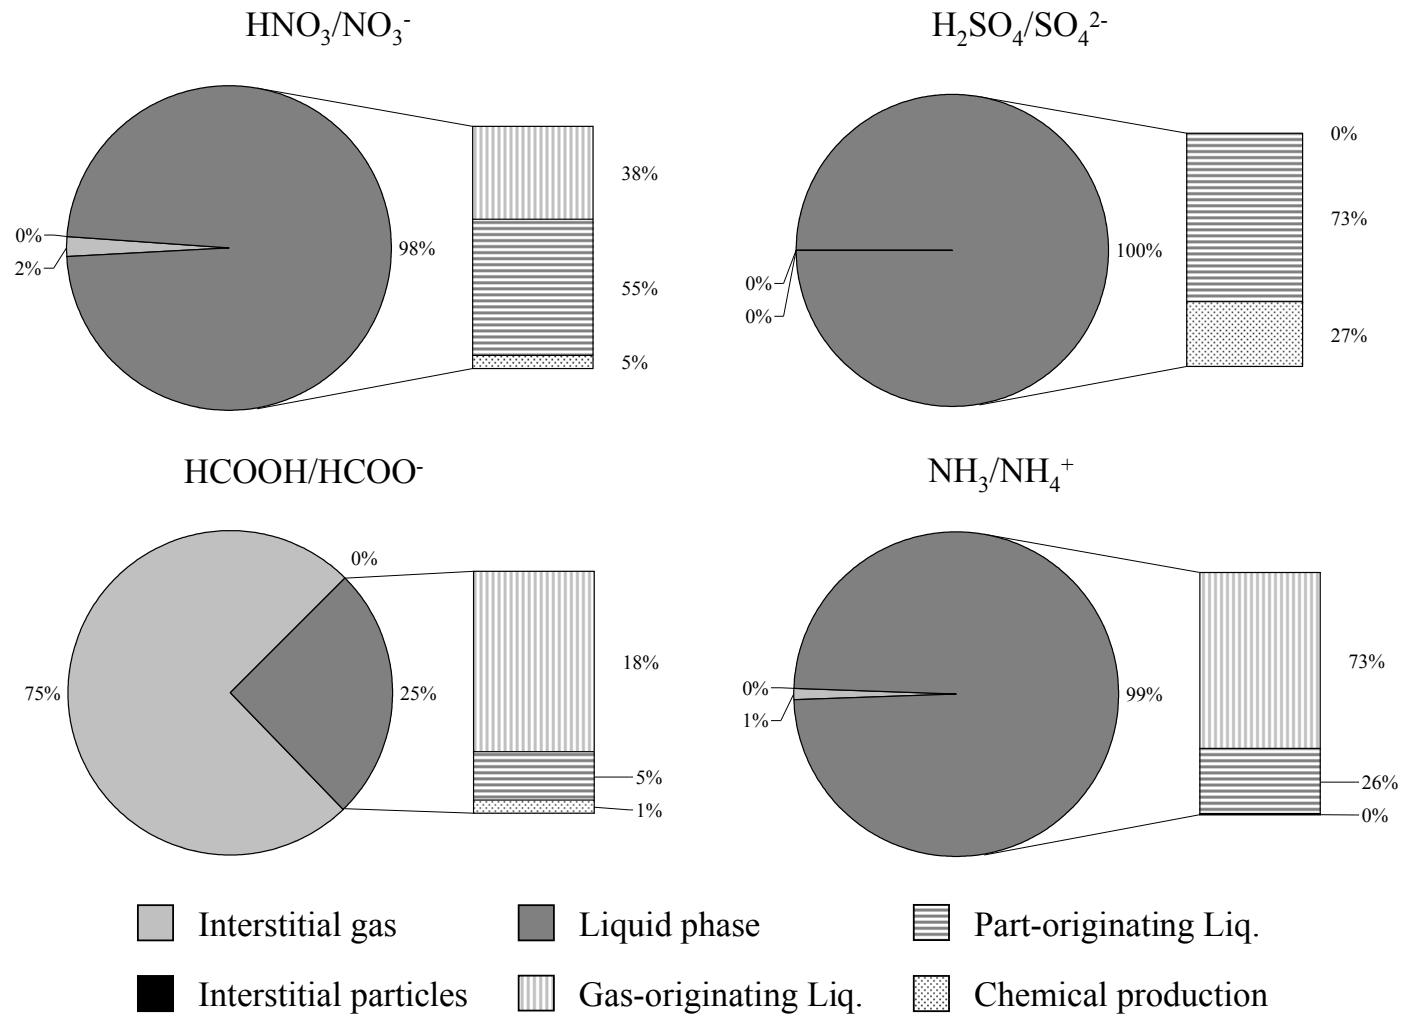 HNO₃/NO₃⁻
38%
0%
98%
2%
55%
5%
H₂SO₄/SO₄²⁻
0%
73%
100%
0%
0%
27%
HCOOH/HCOO⁻
0%
18%
75%
25%
5%
1%
NH₃/NH₄⁺
73%
0%
99%
1%
26%
0%
Interstitial gas
Liquid phase
Part-originating Liq.
Interstitial particles
Gas-originating Liq.
Chemical production